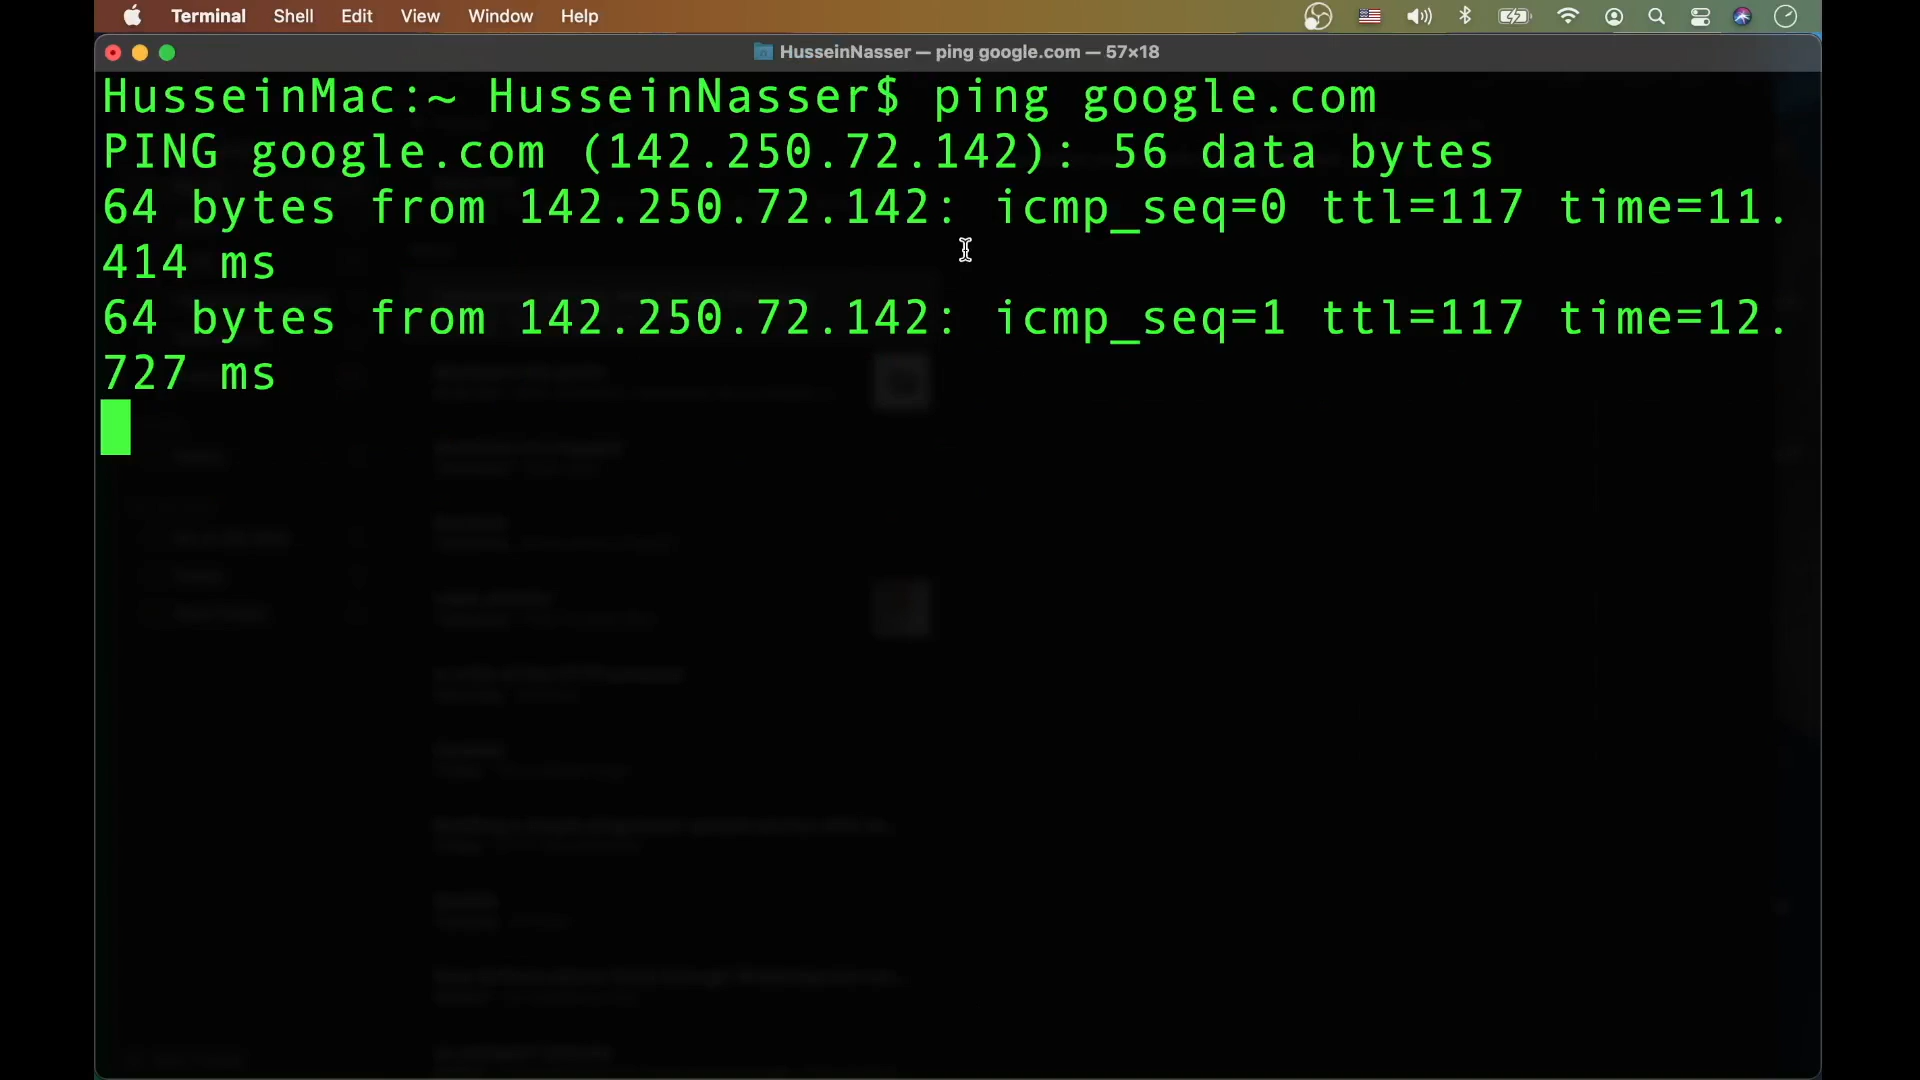 Terminal Shell Edit View Window Help
HusseinNasser — ping google.com — 57×18
HusseinMac:~ HusseinNasser$ ping google.com
PING google.com (142.250.72.142): 56 data bytes
64 bytes from 142.250.72.142: icmp_seq=0 ttl=117 time=11.
414 ms
64 bytes from 142.250.72.142: icmp_seq=1 ttl=117 time=12.
727 ms